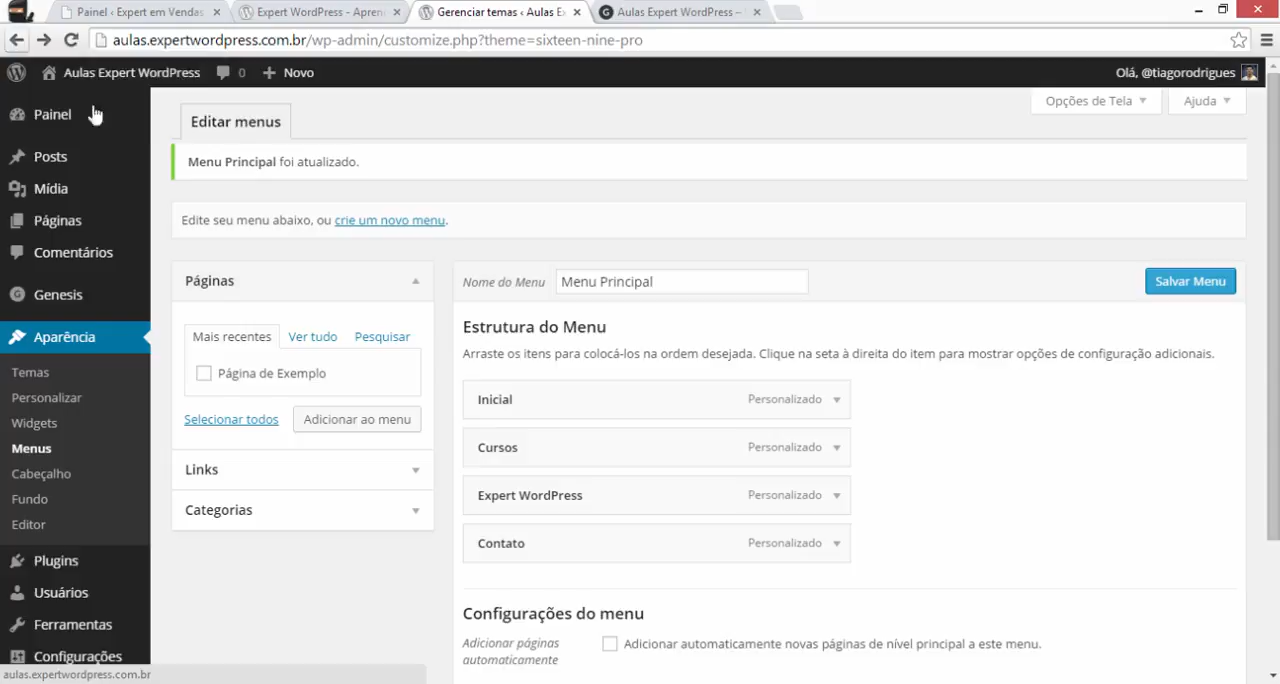 Painel ‹ Expert em Vendas
Expert WordPress - Apren
Gerenciar temas ‹ Aulas E
Aulas Expert WordPress –
aulas.expertwordpress.com.br/wp-admin/customize.php?theme=sixteen-nine-pro
Aulas Expert WordPress 0 + Novo
Olá, @tiagorodrigues
Painel
Posts
Mídia
Páginas
Comentários
Genesis
Aparência
Temas
Personalizar
Widgets
Menus
Cabeçalho
Fundo
Editor
Plugins
Usuários
Ferramentas
Configurações
aulas.expertwordpress.com.br
Opções de Tela
Ajuda
Editar menus
Menu Principal foi atualizado.
Edite seu menu abaixo, ou crie um novo menu.
Páginas
Mais recentes Ver tudo Pesquisar
Página de Exemplo
Selecionar todos Adicionar ao menu
Links
Categorias
Nome do Menu Menu Principal Salvar Menu
Estrutura do Menu
Arraste os itens para colocá-los na ordem desejada. Clique na seta à direita do item para mostrar opções de configuração adicionais.
Inicial Personalizado
Cursos Personalizado
Expert WordPress Personalizado
Contato Personalizado
Configurações do menu
Adicionar páginas
automaticamente
Adicionar automaticamente novas páginas de nível principal a este menu.